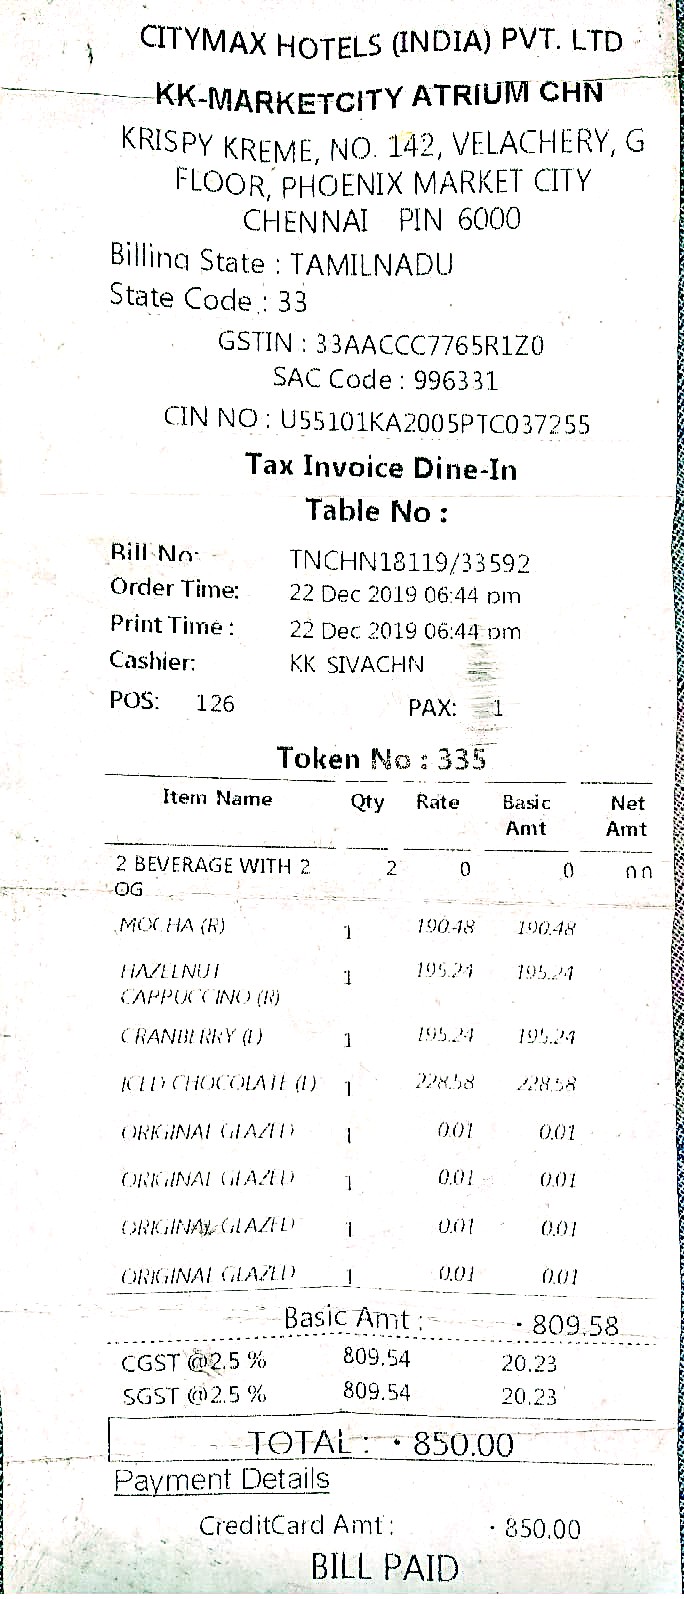 CITYMAX HOTELS (INDIA) PVT. LTD
KK-MARKETCITY ATRIUM CHN
KRISPY KREME, NO. 142, VELACHERY, G
FLOOR, PHOENIX MARKET CITY
CHENNAI PIN 6000
Billing State : TAMILNADU
State Code : 33
GSTIN : 33AACCC7765R1Z0
SAC Code : 996331
CIN NO : U55101KA2005PTC037255
Tax Invoice Dine-In
Table No :
Bill No: TNCHN18119/33592
Order Time: 22 Dec 2019 06:44 pm
Print Time : 22 Dec 2019 06:44 pm
Cashier: KK SIVACHN
POS: 126 PAX: 1
Token No : 335
Item Name Qty Rate Basic Net
Amt Amt
2 BEVERAGE WITH 2 2 0 0 0.0
OG
MOCHA (R) 1 190.48 190.48
HAZELNUT 1 195.24 195.24
CAPPUCCINO (R)
CRANBERRY (L) 1 195.24 195.24
ICED CHOCOLATE (L) 1 228.58 228.58
ORIGINAL GLAZED 1 0.01 0.01
ORIGINAL GLAZED 1 0.01 0.01
ORIGINAL GLAZED 1 0.01 0.01
ORIGINAL GLAZED 1 0.01 0.01
Basic Amt : 809.58
CGST @2.5 % 809.54 20.23
SGST @2.5 % 809.54 20.23
TOTAL : 850.00
Payment Details
CreditCard Amt : 850.00
BILL PAID